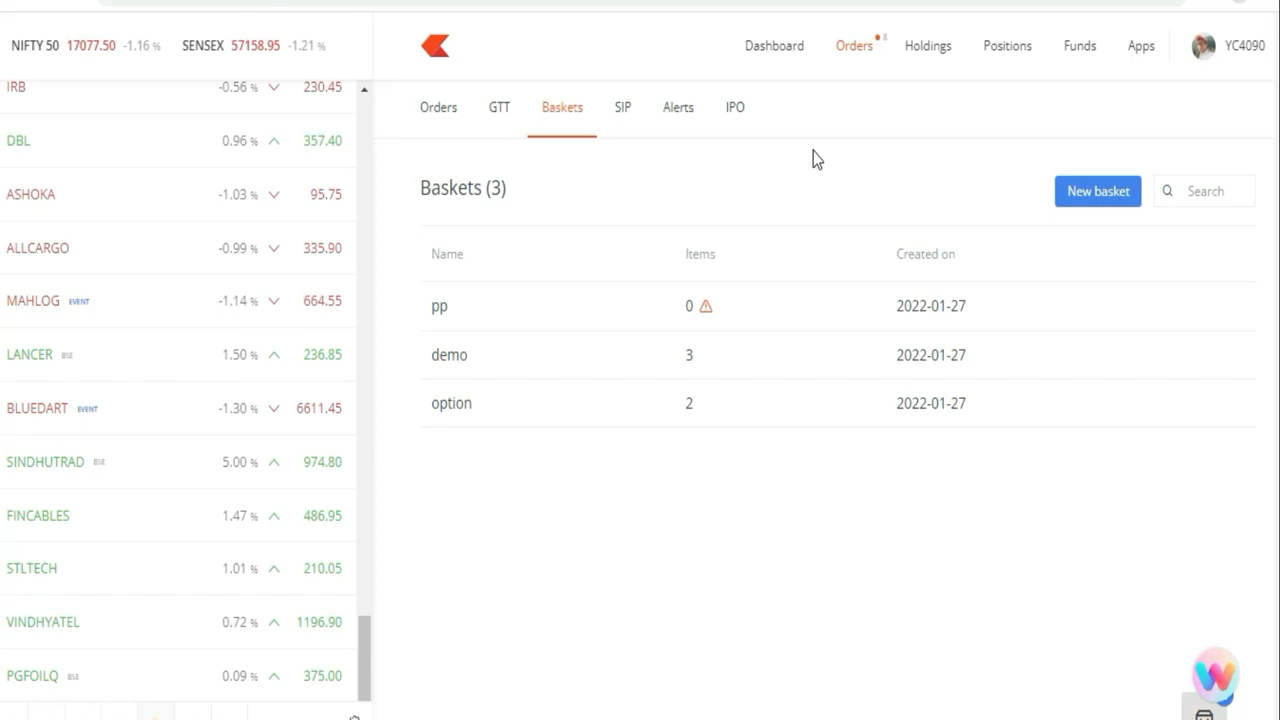 NIFTY 50 17077.50 -1.16 % SENSEX 57158.95 -1.21 %
Dashboard Orders 8 Holdings Positions Funds Apps YC4090
IRB -0.56 % 230.45
DBL 0.96 % 357.40
ASHOKA -1.03 % 95.75
ALLCARGO -0.99 % 335.90
MAHLOG EVENT -1.14 % 664.55
LANCER BSE 1.50 % 236.85
BLUEDART EVENT -1.30 % 6611.45
SINDHUTRAD BSE 5.00 % 974.80
FINCABLES 1.47 % 486.95
STLTECH 1.01 % 210.05
VINDHYATEL 0.72 % 1196.90
PGFOILQ BSE 0.09 % 375.00
Orders GTT Baskets SIP Alerts IPO
Baskets (3) New basket Search
Name Items Created on
pp 0 2022-01-27
demo 3 2022-01-27
option 2 2022-01-27